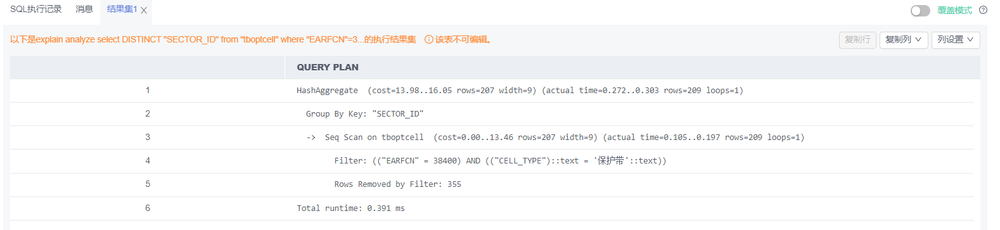 SQL执行记录 消息 结果集1 覆盖模式
以下是explain analyze select DISTINCT "SECTOR_ID" from "tboptcell" where "EARFCN"=3...的执行结果集 该表不可编辑。 复制行 复制列 列设置
QUERY PLAN
1 HashAggregate (cost=13.98..16.05 rows=207 width=9) (actual time=0.272..0.303 rows=209 loops=1)
2 Group By Key: "SECTOR_ID"
3 -> Seq Scan on tboptcell (cost=0.00..13.46 rows=207 width=9) (actual time=0.105..0.197 rows=209 loops=1)
4 Filter: (("EARFCN" = 38400) AND (("CELL_TYPE")::text = '保护带'::text))
5 Rows Removed by Filter: 355
6 Total runtime: 0.391 ms